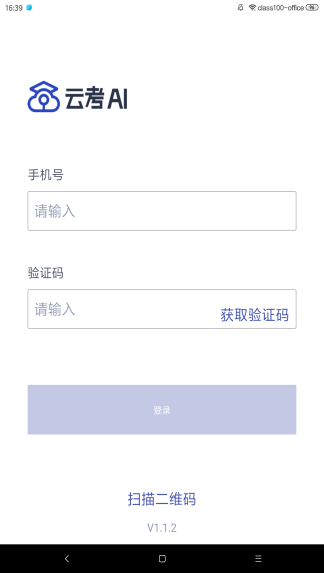 16:39
class100-office
云考AI
手机号
请输入
验证码
请输入
获取验证码
登录
扫描二维码
V1.1.2